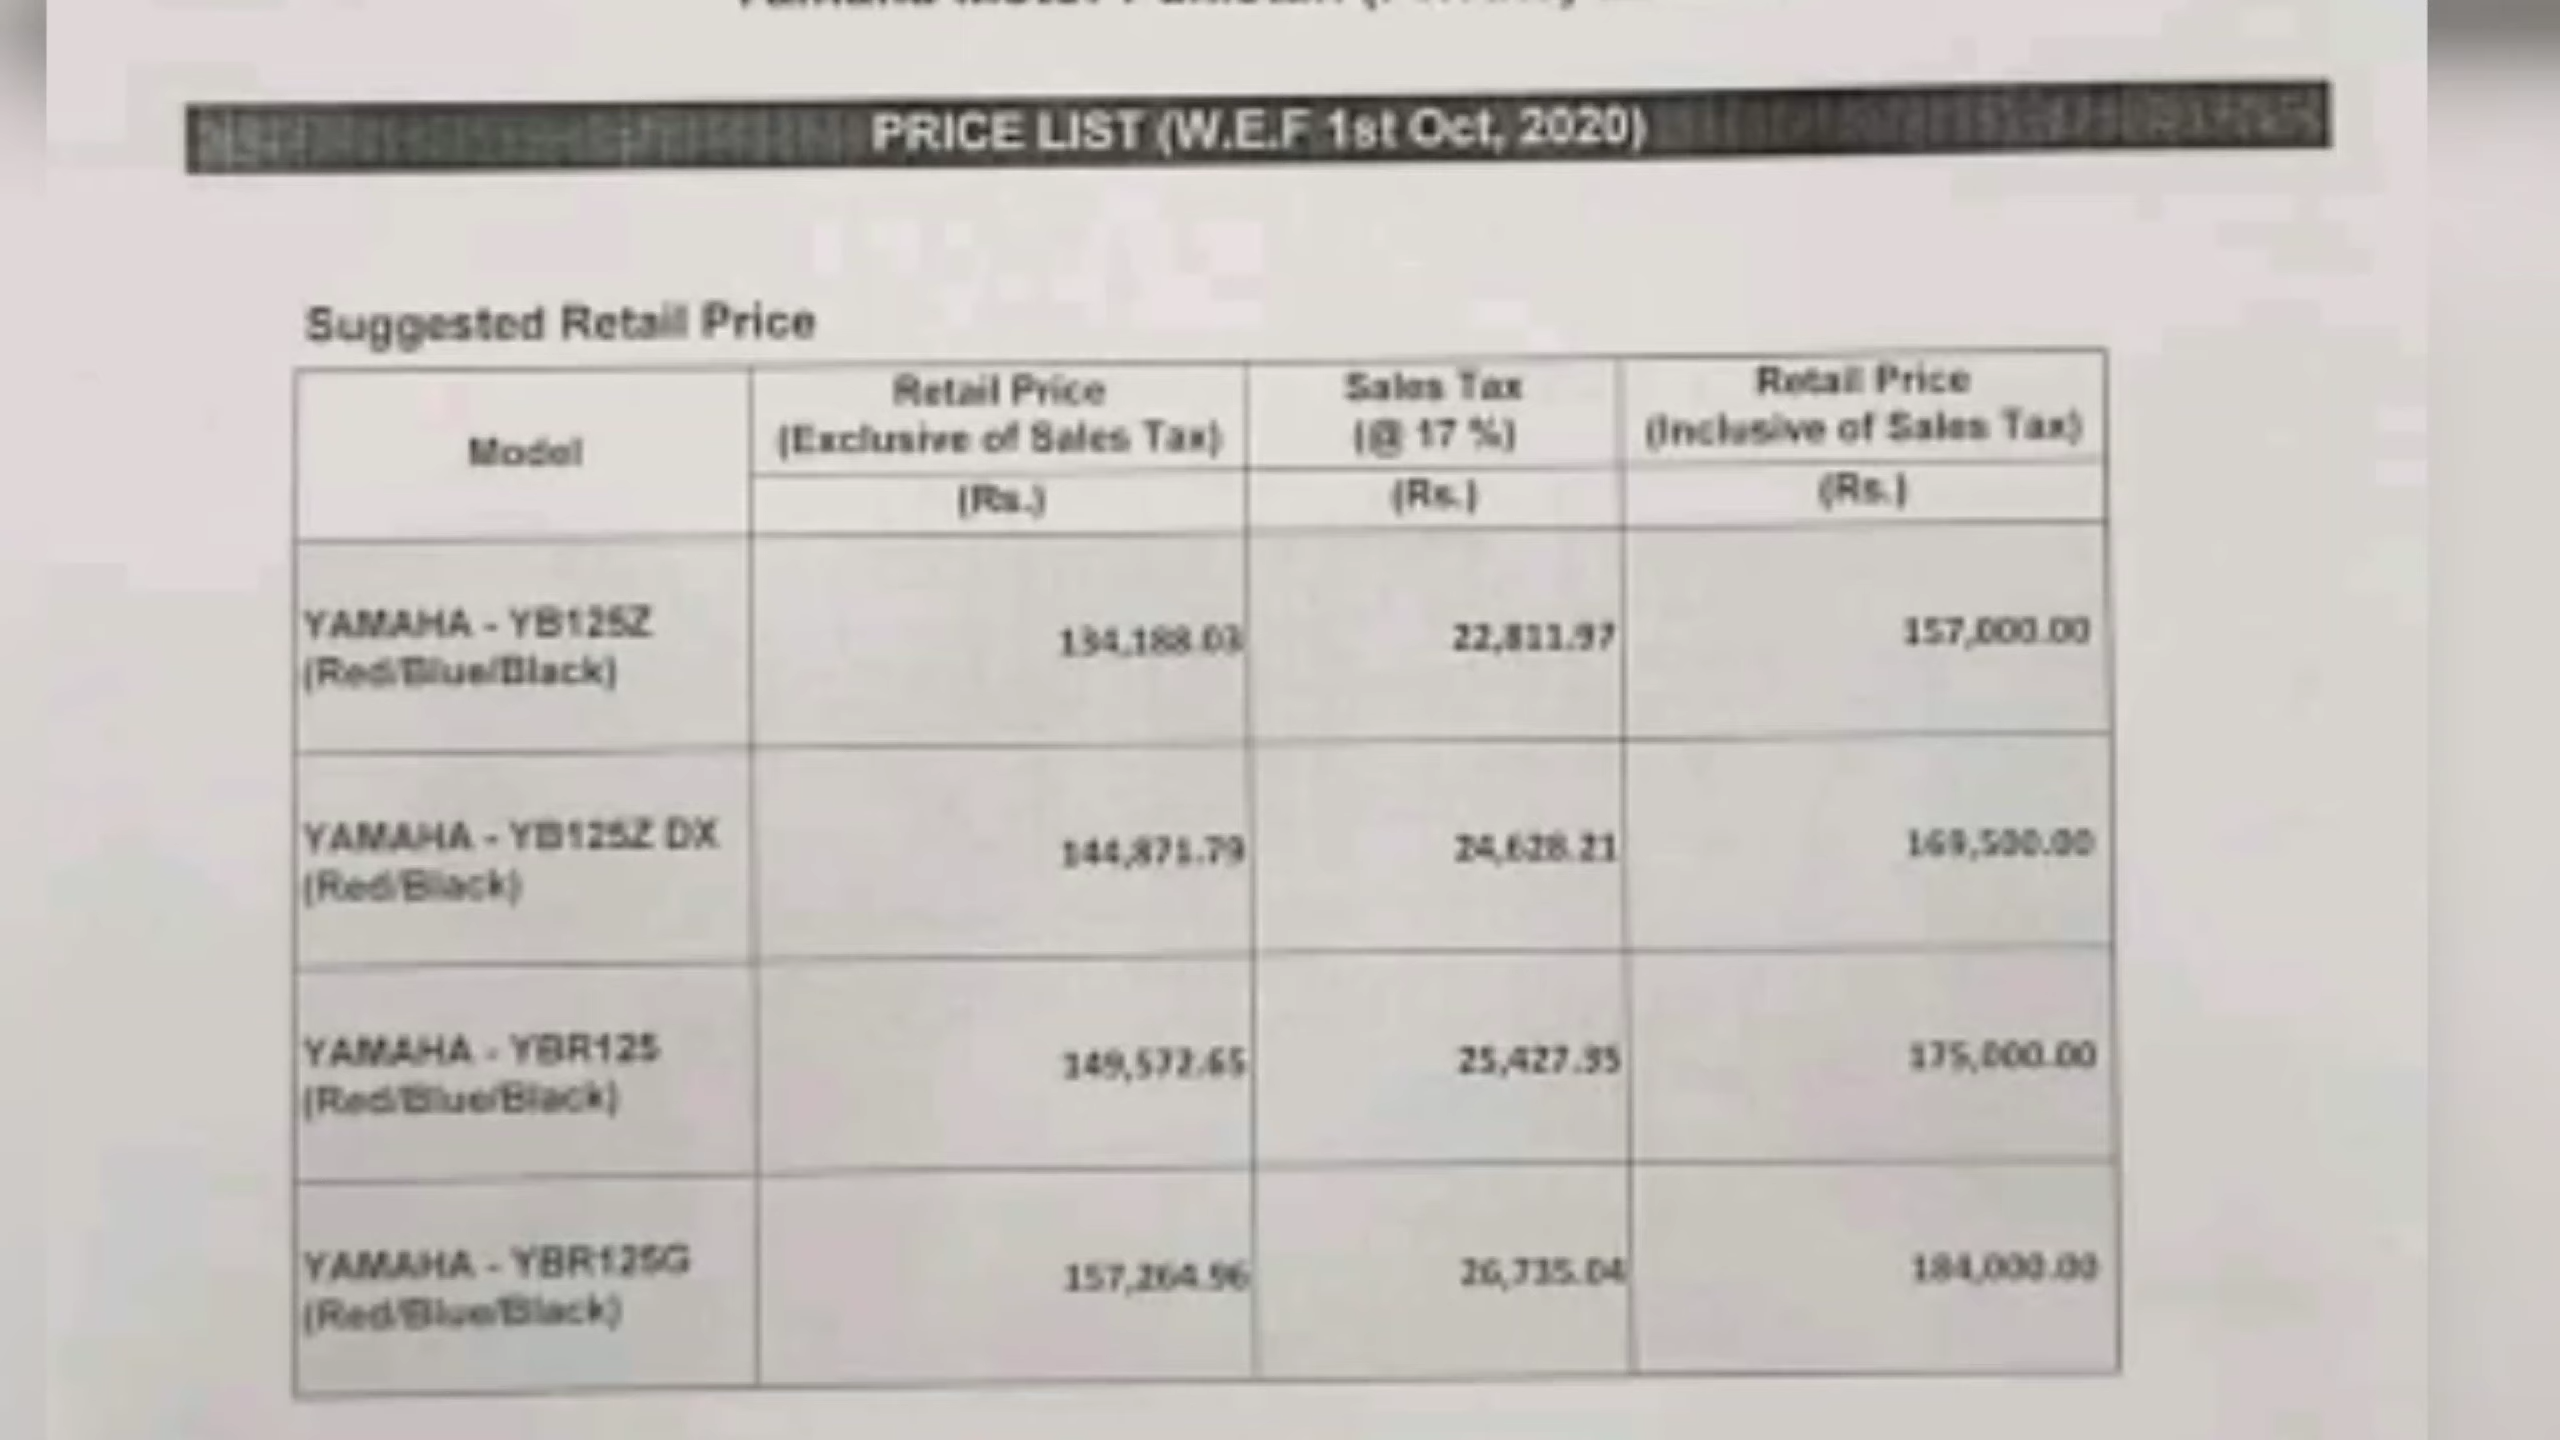 PRICE LIST (W.E.F 1st Oct, 2020)
Suggested Retail Price
Model
Retail Price
(Exclusive of Sales Tax)
(Rs.)
Sales Tax
(@ 17 %)
(Rs.)
Retail Price
(Inclusive of Sales Tax)
(Rs.)
YAMAHA - YB125Z
(Red/Blue/Black)
134,188.03
22,811.97
157,000.00
YAMAHA - YB125Z DX
(Red/Black)
144,871.79
24,628.21
169,500.00
YAMAHA - YBR125
(Red/Blue/Black)
149,572.65
25,427.35
175,000.00
YAMAHA - YBR125G
(Red/Blue/Black)
157,264.96
26,735.04
184,000.00